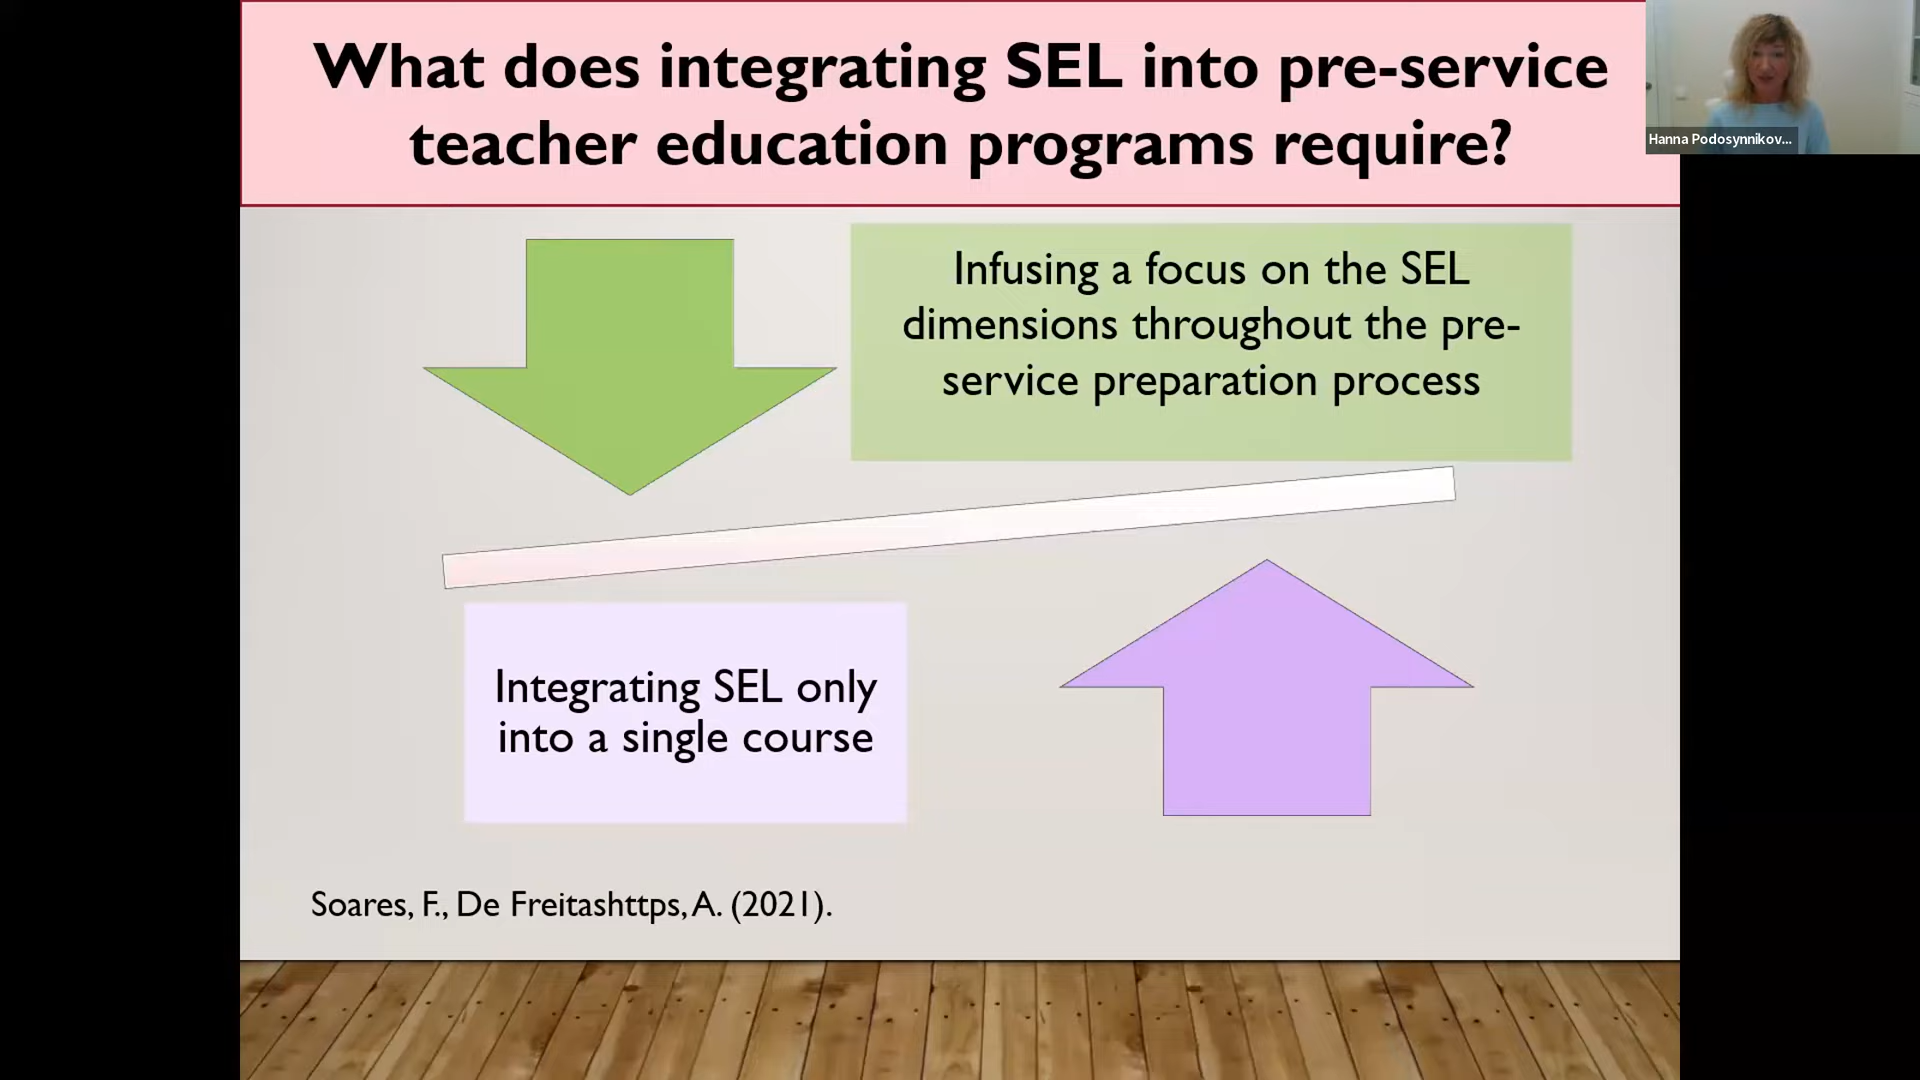 What does integrating SEL into pre-service
teacher education programs require?
Hanna Podosynnikov...
Infusing a focus on the SEL
dimensions throughout the pre-
service preparation process
Integrating SEL only
into a single course
Soares, F., De Freitashttps, A. (2021).